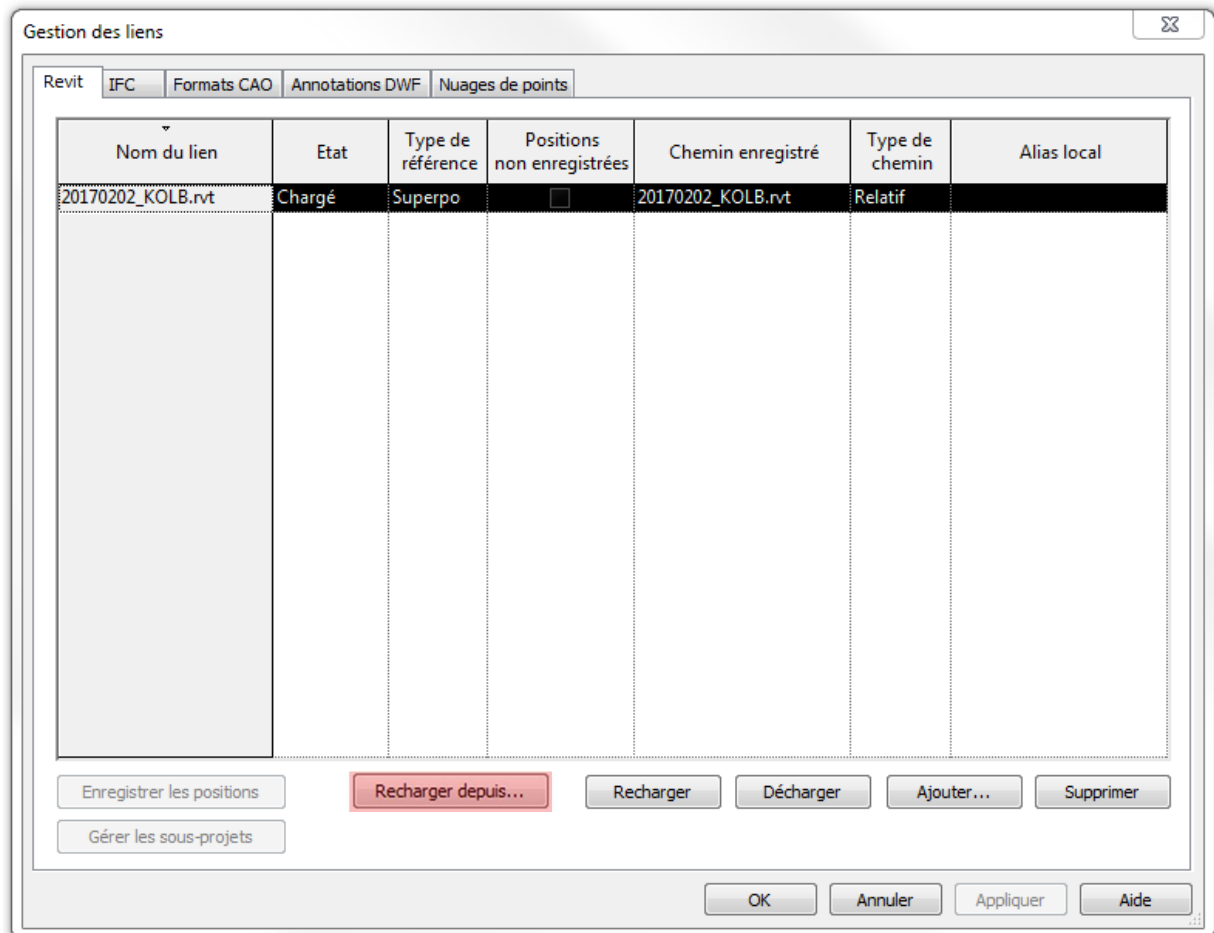 Gestion des liens
Revit IFC Formats CAO Annotations DWF Nuages de points
Nom du lien Etat Type de référence Positions non enregistrées Chemin enregistré Type de chemin Alias local
20170202_KOLB.rvt Chargé Superpo 20170202_KOLB.rvt Relatif
Enregistrer les positions Recharger depuis... Recharger Décharger Ajouter... Supprimer
Gérer les sous-projets
OK Annuler Appliquer Aide